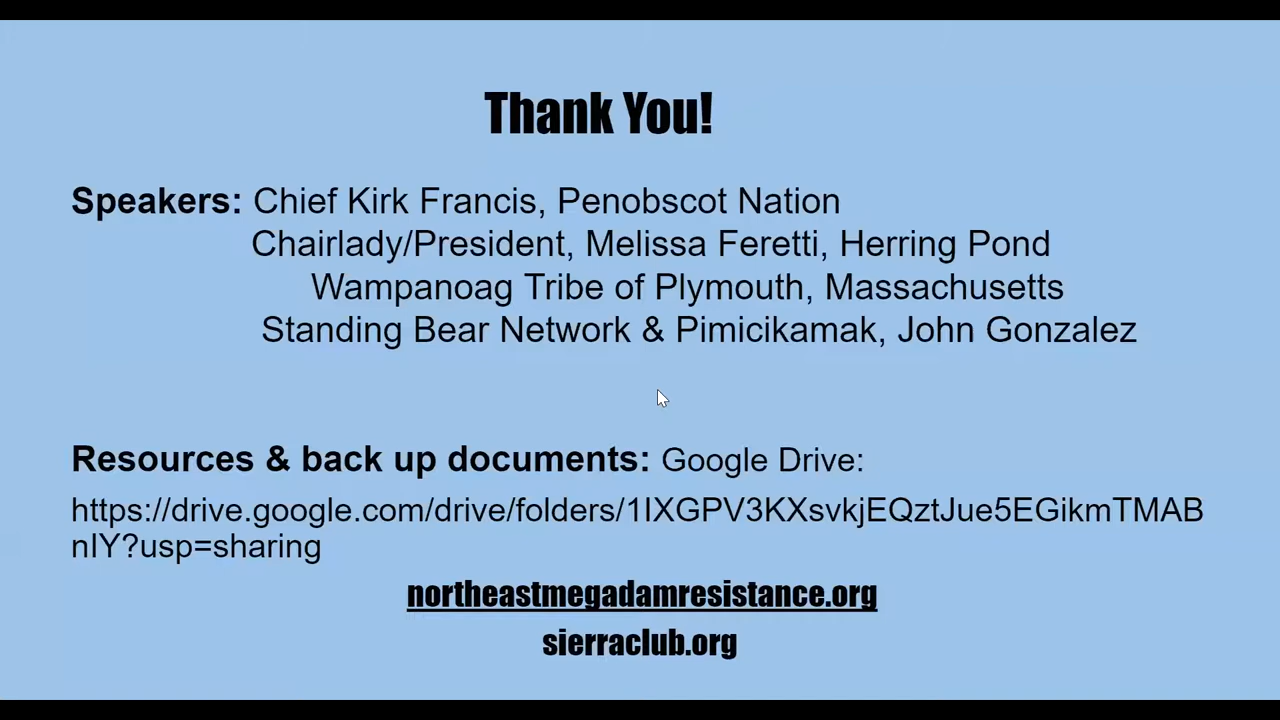 Thank You!
Speakers: Chief Kirk Francis, Penobscot Nation
Chairlady/President, Melissa Feretti, Herring Pond
Wampanoag Tribe of Plymouth, Massachusetts
Standing Bear Network & Pimicikamak, John Gonzalez
Resources & back up documents: Google Drive:
https://drive.google.com/drive/folders/1IXGPV3KXsvkjEQztJue5EGikmTMAB
nIY?usp=sharing
northeastmegadamresistance.org
sierraclub.org